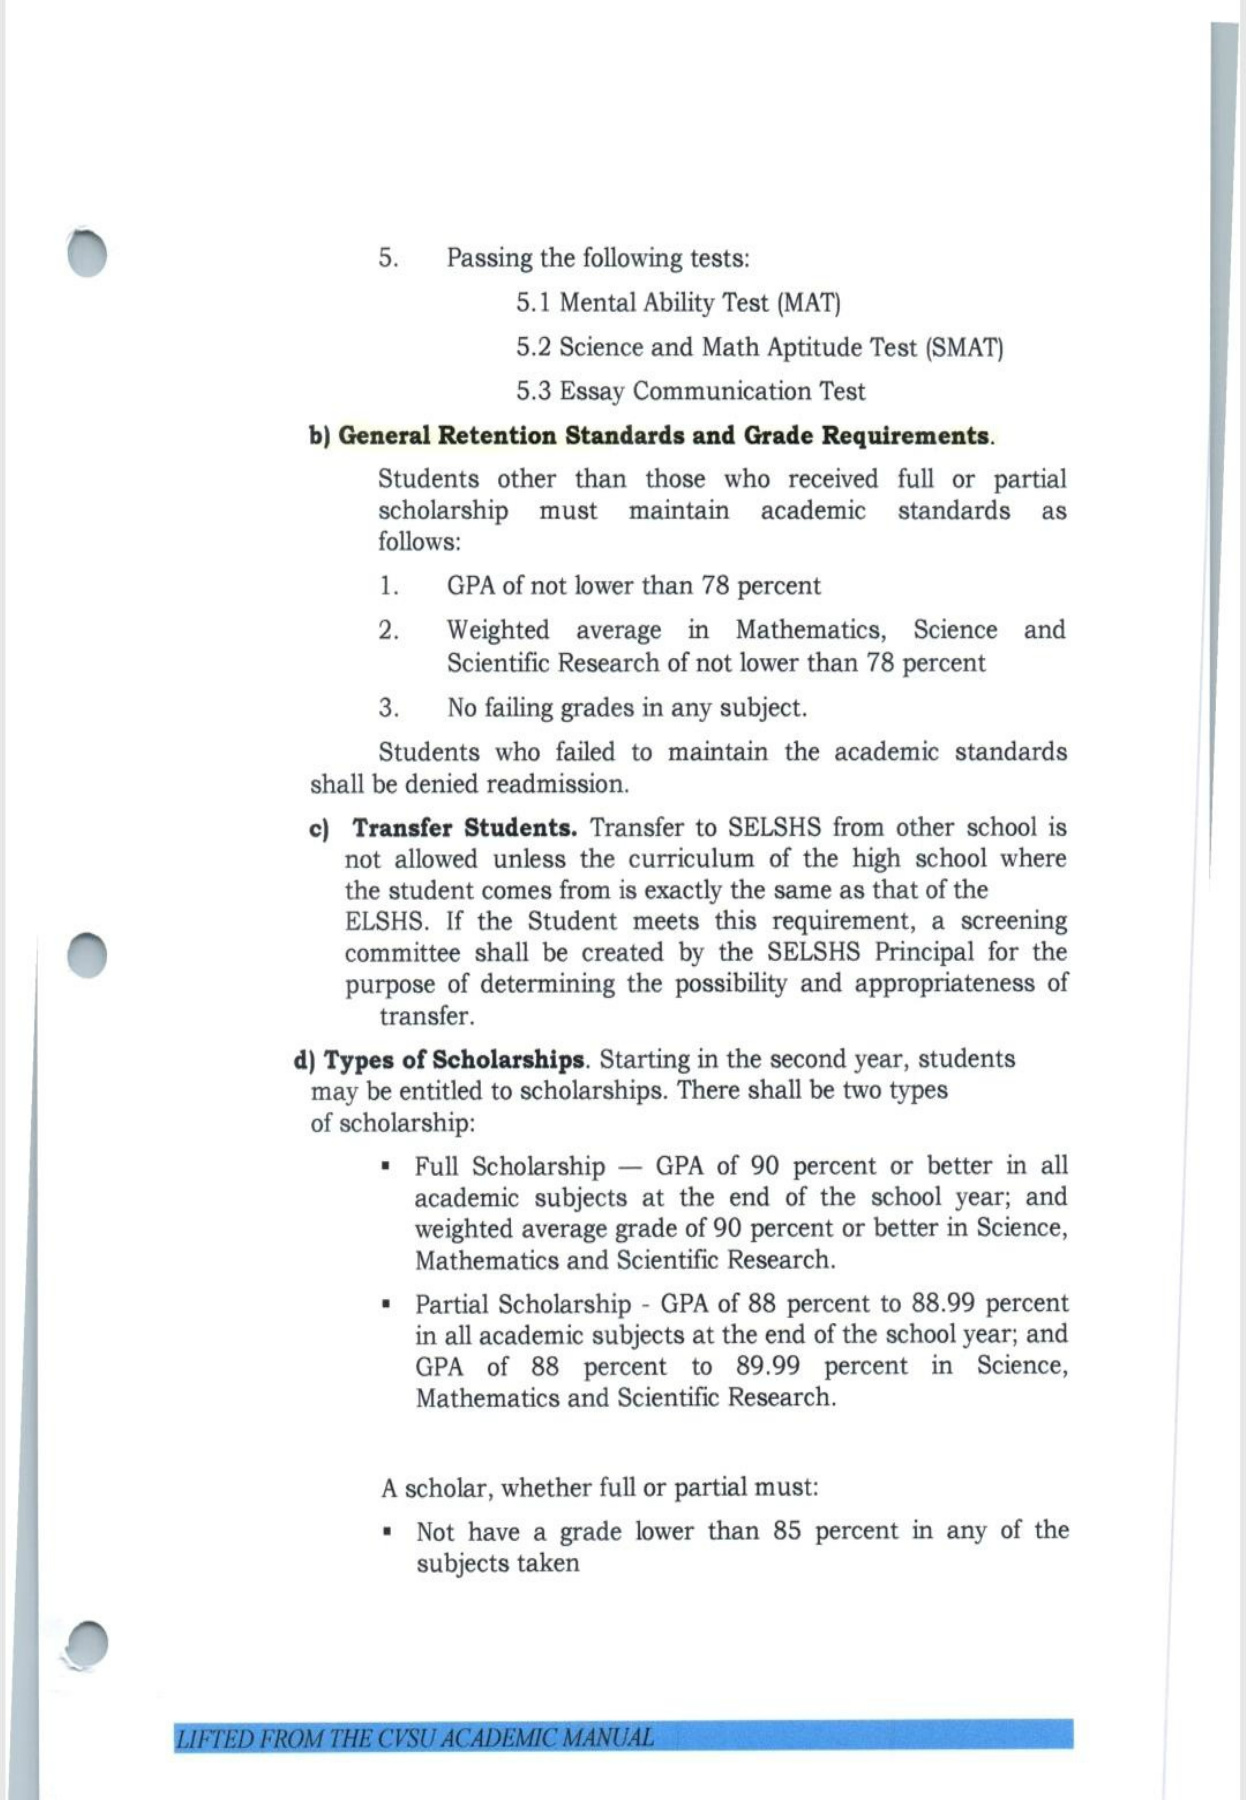 5. Passing the following tests:
5.1 Mental Ability Test (MAT)
5.2 Science and Math Aptitude Test (SMAT)
5.3 Essay Communication Test
b) General Retention Standards and Grade Requirements.
Students other than those who received full or partial
scholarship must maintain academic standards as
follows:
1. GPA of not lower than 78 percent
2. Weighted average in Mathematics, Science and
Scientific Research of not lower than 78 percent
3. No failing grades in any subject.
Students who failed to maintain the academic standards
shall be denied readmission.
c) Transfer Students. Transfer to SELSHS from other school is
not allowed unless the curriculum of the high school where
the student comes from is exactly the same as that of the
ELSHS. If the Student meets this requirement, a screening
committee shall be created by the SELSHS Principal for the
purpose of determining the possibility and appropriateness of
transfer.
d) Types of Scholarships. Starting in the second year, students
may be entitled to scholarships. There shall be two types
of scholarship:
▪ Full Scholarship — GPA of 90 percent or better in all
academic subjects at the end of the school year; and
weighted average grade of 90 percent or better in Science,
Mathematics and Scientific Research.
▪ Partial Scholarship - GPA of 88 percent to 88.99 percent
in all academic subjects at the end of the school year; and
GPA of 88 percent to 89.99 percent in Science,
Mathematics and Scientific Research.
A scholar, whether full or partial must:
▪ Not have a grade lower than 85 percent in any of the
subjects taken
LIFTED FROM THE CVSU ACADEMIC MANUAL